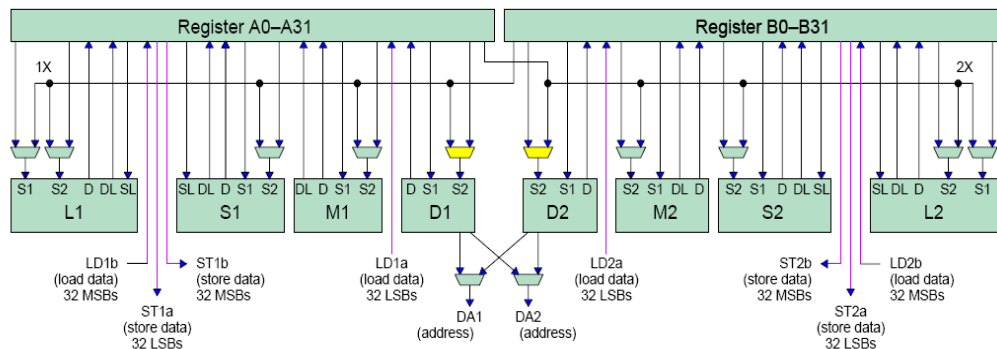 Register A0–A31
Register B0–B31
1X
2X
S1 S2 D DL SL
SL DL D S1 S2
DL D S1 S2
D S1 S2
S2 S1 D
S2 S1 D DL
S2 S1 D DL SL
SL DL D S2 S1
L1
S1
M1
D1
D2
M2
S2
L2
LD1b
(load data)
32 MSBs
ST1b
(store data)
32 MSBs
ST1a
(store data)
32 LSBs
LD1a
(load data)
32 LSBs
DA1
(address)
DA2
(address)
LD2a
(load data)
32 LSBs
ST2b
(store data)
32 MSBs
LD2b
(load data)
32 MSBs
ST2a
(store data)
32 LSBs